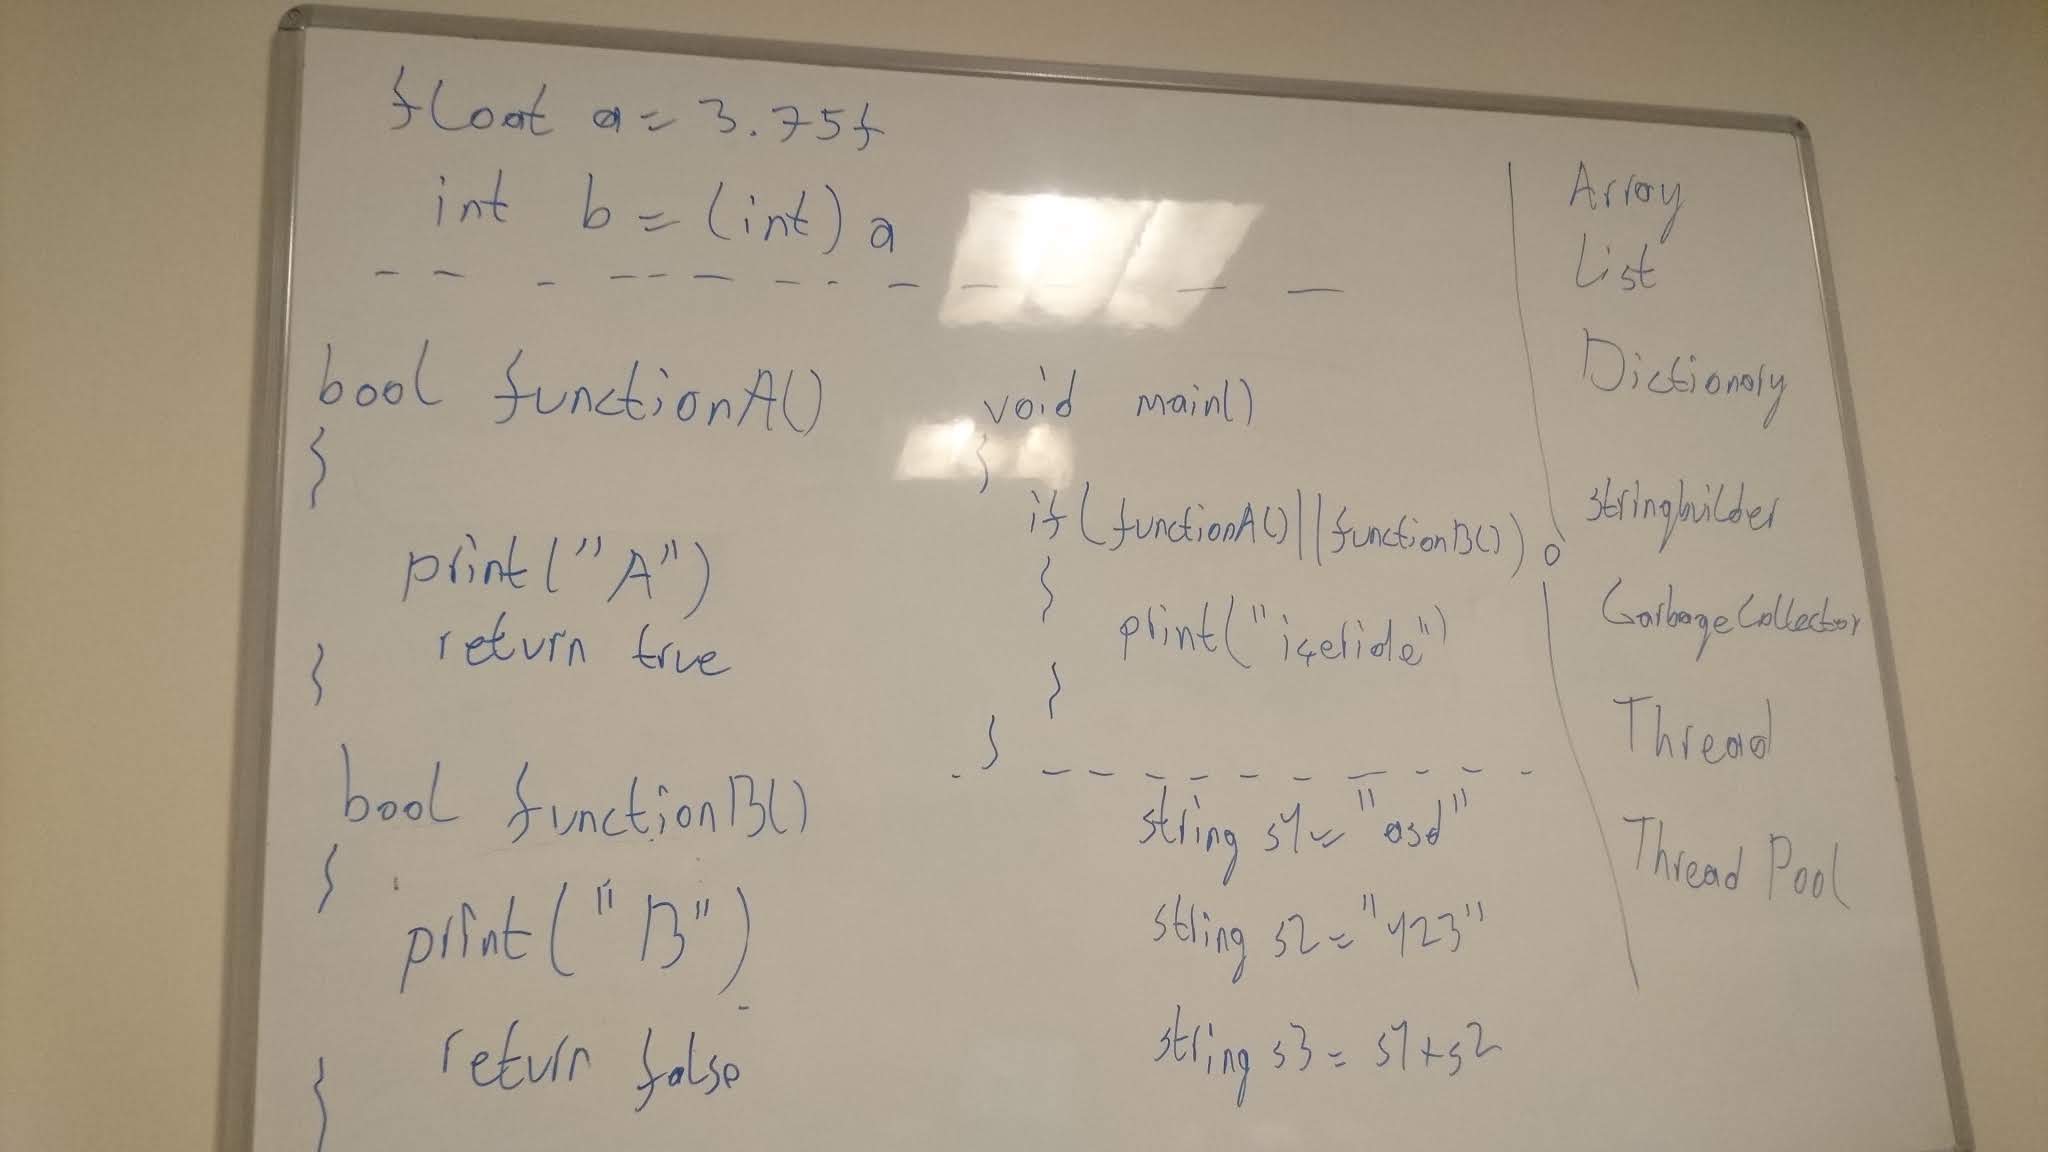 float a = 3.75f
int b = (int) a
bool functionA()
{
print("A")
return true
}
bool functionB()
{
print("B")
return false
}
void main()
{
if(functionA()||functionB())
{
print("içeride")
}
}
string s1 = "asd"
string s2 = "123"
string s3 = s1+s2
Array
List
Dictionary
stringbuilder
GarbageCollector
Thread
Thread Pool